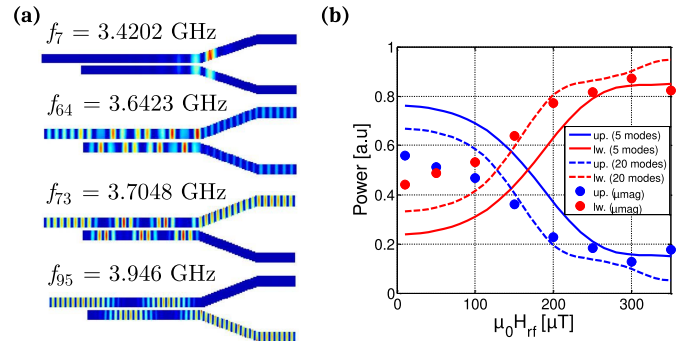 (a)
f7 = 3.4202 GHz
f64 = 3.6423 GHz
f73 = 3.7048 GHz
f95 = 3.946 GHz
(b)
Power [a.u]
1
0.8
0.6
0.4
0.2
0
0 100 200 300
μ0Hrf [μT]
up. (5 modes)
lw. (5 modes)
up. (20 modes)
lw. (20 modes)
up. (μmag)
lw. (μmag)